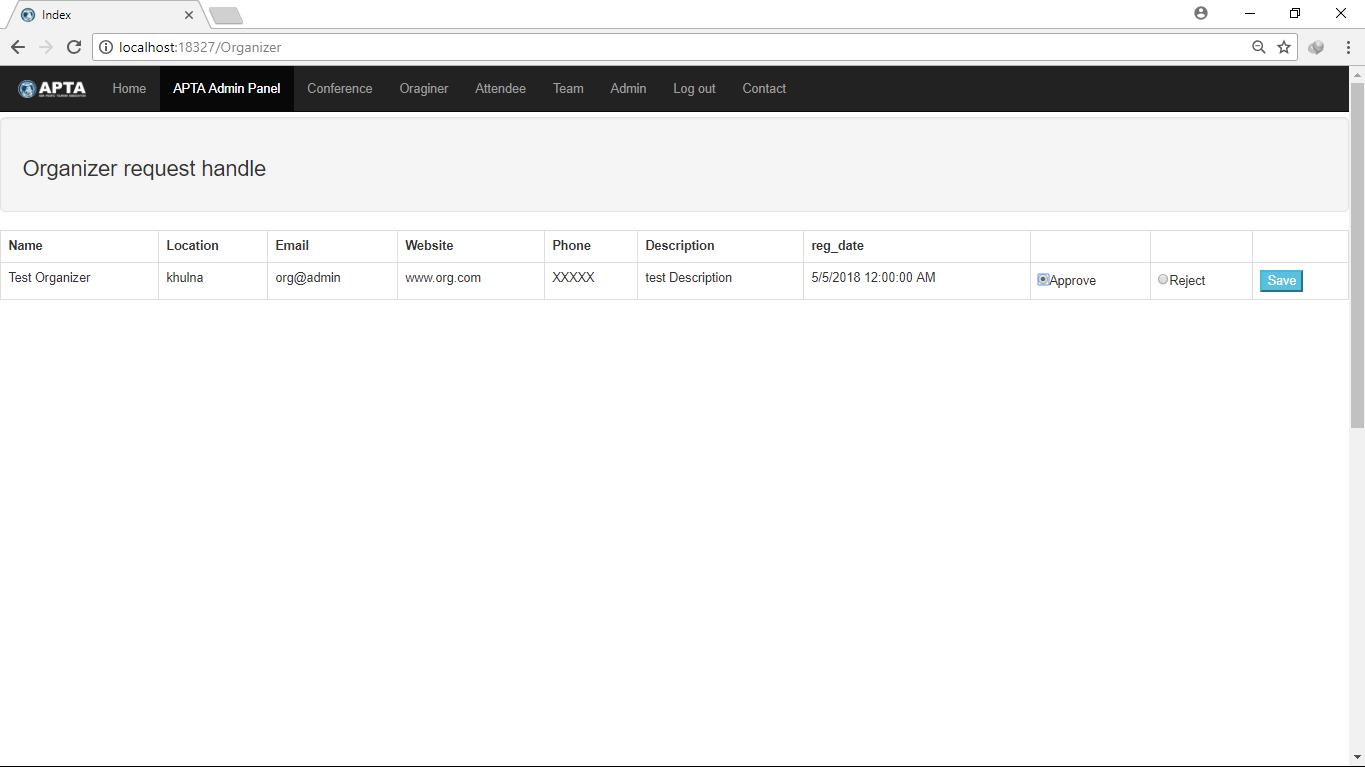 Index
localhost:18327/Organizer
APTA Home APTA Admin Panel Conference Oraginer Attendee Team Admin Log out Contact
Organizer request handle
Name Location Email Website Phone Description reg_date
Test Organizer khulna org@admin www.org.com XXXXX test Description 5/5/2018 12:00:00 AM Approve Reject Save